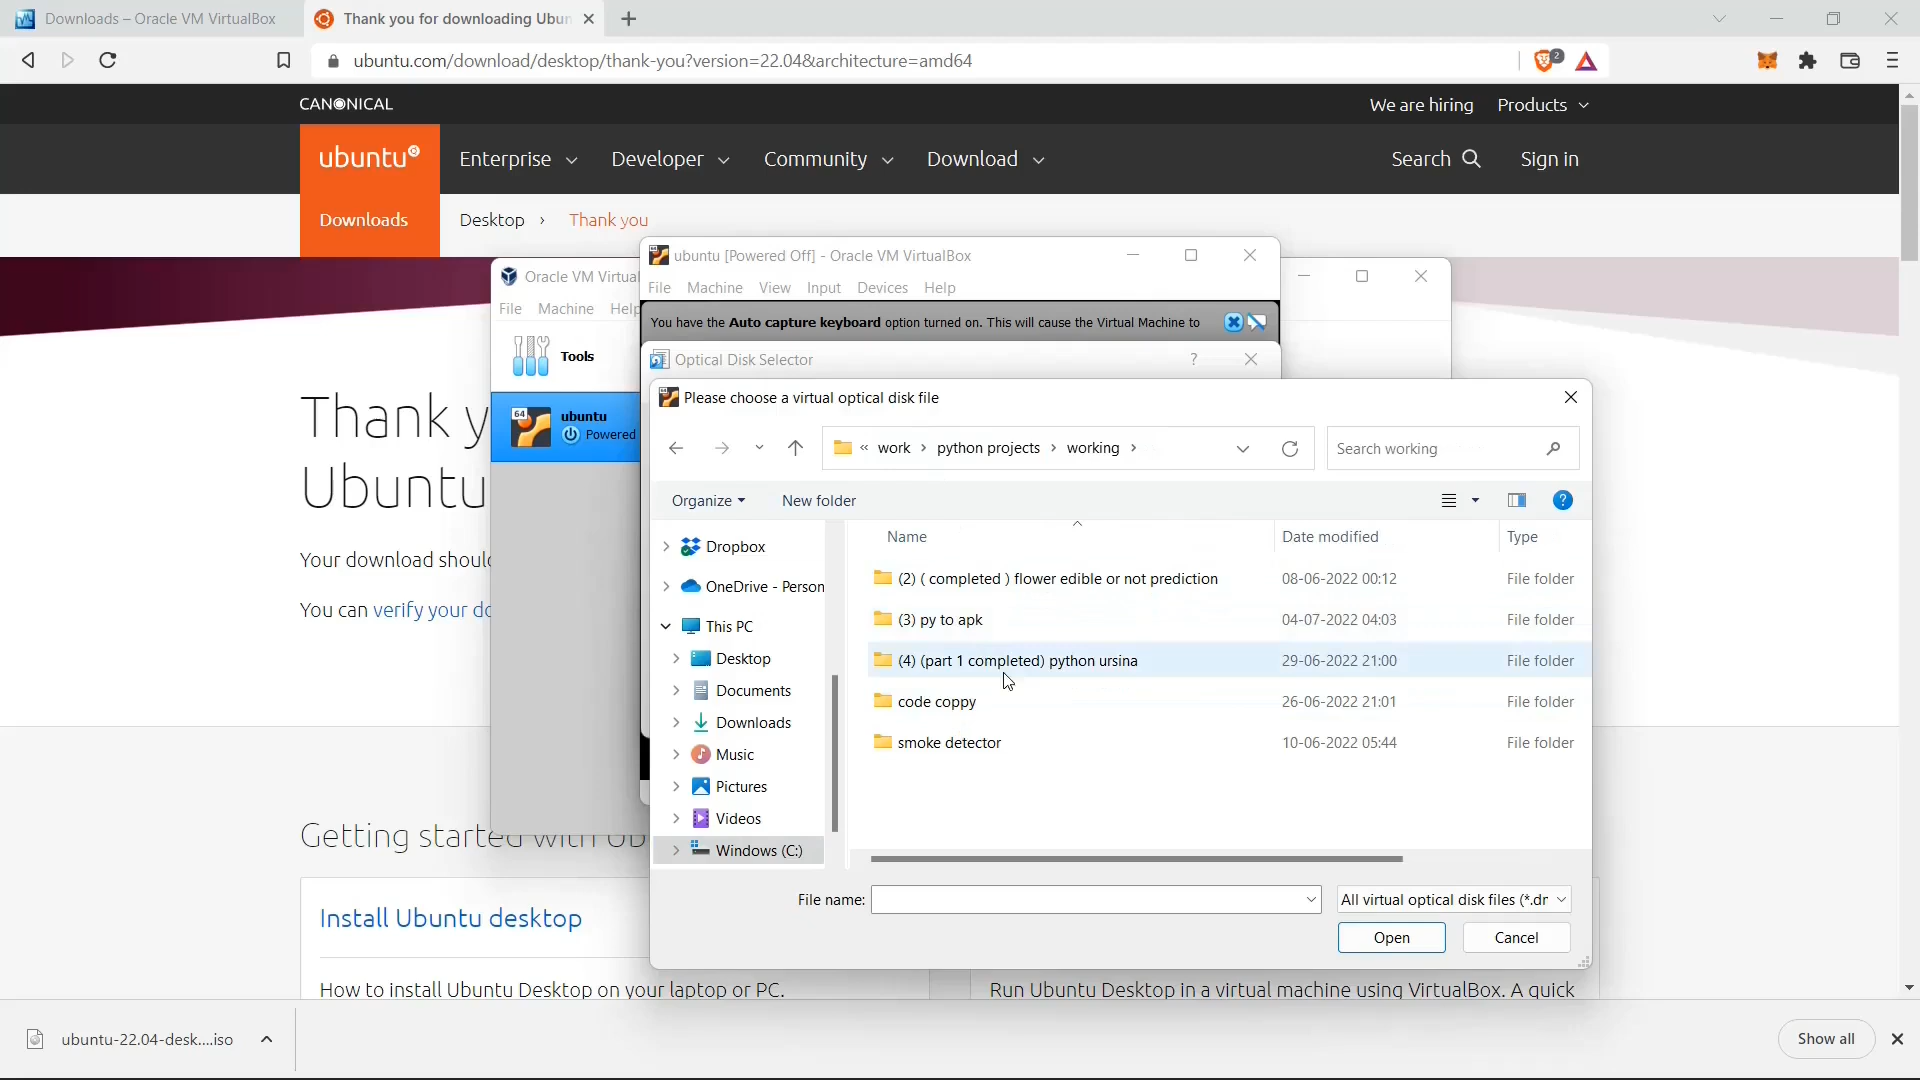 Downloads – Oracle VM VirtualBox
Thank you for downloading Ubun
ubuntu.com/download/desktop/thank-you?version=22.04&architecture=amd64
2
CANONICAL
We are hiring
Products
ubuntu
Enterprise
Developer
Community
Download
Search
Sign in
Downloads
Desktop › Thank you
Thank y
Ubuntu
Your download should
You can verify your do
Getting started with Ub
Install Ubuntu desktop
How to install Ubuntu Desktop on your laptop or PC.
Run Ubuntu Desktop in a virtual machine using VirtualBox. A quick
Oracle VM Virtual
File Machine Help
Tools
64
ubuntu
Powered
ubuntu [Powered Off] - Oracle VM VirtualBox
File Machine View Input Devices Help
You have the Auto capture keyboard option turned on. This will cause the Virtual Machine to
Optical Disk Selector
?
Please choose a virtual optical disk file
« work › python projects › working ›
Search working
Organize
New folder
?
Name Date modified Type
Dropbox
OneDrive - Person
This PC
Desktop
Documents
Downloads
Music
Pictures
Videos
Windows (C:)
(2) ( completed ) flower edible or not prediction 08-06-2022 00:12 File folder
(3) py to apk 04-07-2022 04:03 File folder
(4) (part 1 completed) python ursina 29-06-2022 21:00 File folder
code coppy 26-06-2022 21:01 File folder
smoke detector 10-06-2022 05:44 File folder
File name:
All virtual optical disk files (*.dr
Open
Cancel
ubuntu-22.04-desk....iso
Show all